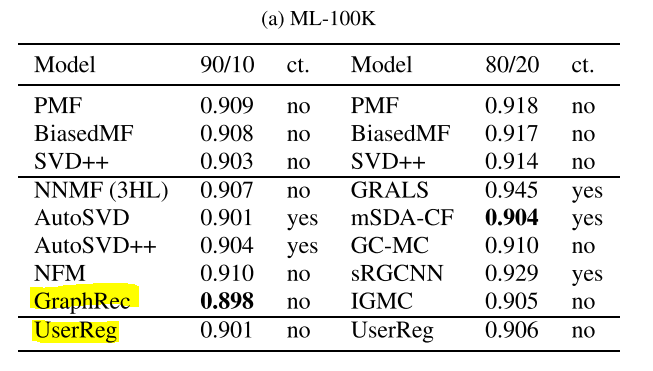 (a) ML-100K
Model 90/10 ct. Model 80/20 ct.
PMF 0.909 no PMF 0.918 no
BiasedMF 0.908 no BiasedMF 0.917 no
SVD++ 0.903 no SVD++ 0.914 no
NNMF (3HL) 0.907 no GRALS 0.945 yes
AutoSVD 0.901 yes mSDA-CF 0.904 yes
AutoSVD++ 0.904 yes GC-MC 0.910 no
NFM 0.910 no sRGCNN 0.929 yes
GraphRec 0.898 no IGMC 0.905 no
UserReg 0.901 no UserReg 0.906 no